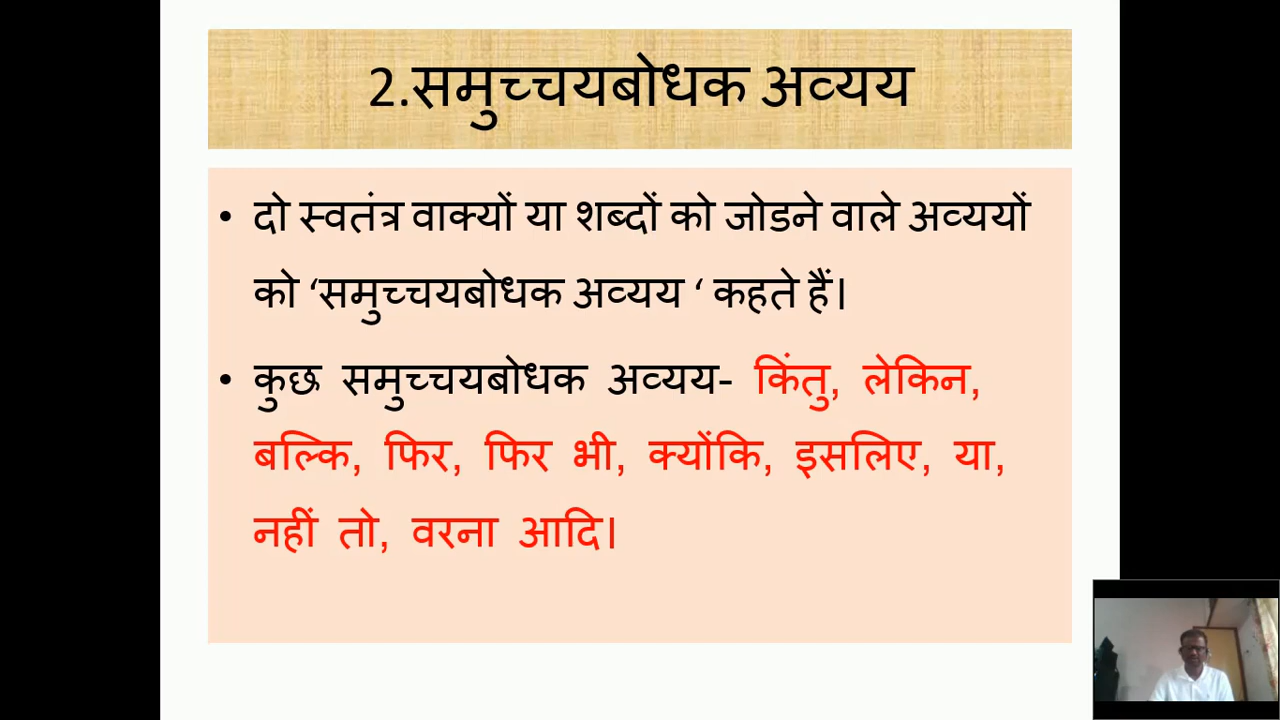 2.समुच्चयबोधक अव्यय
• दो स्वतंत्र वाक्यों या शब्दों को जोडने वाले अव्ययों
को ‘समुच्चयबोधक अव्यय ‘ कहते हैं।
• कुछ समुच्चयबोधक अव्यय- किंतु, लेकिन,
बल्कि, फिर, फिर भी, क्योंकि, इसलिए, या,
नहीं तो, वरना आदि।